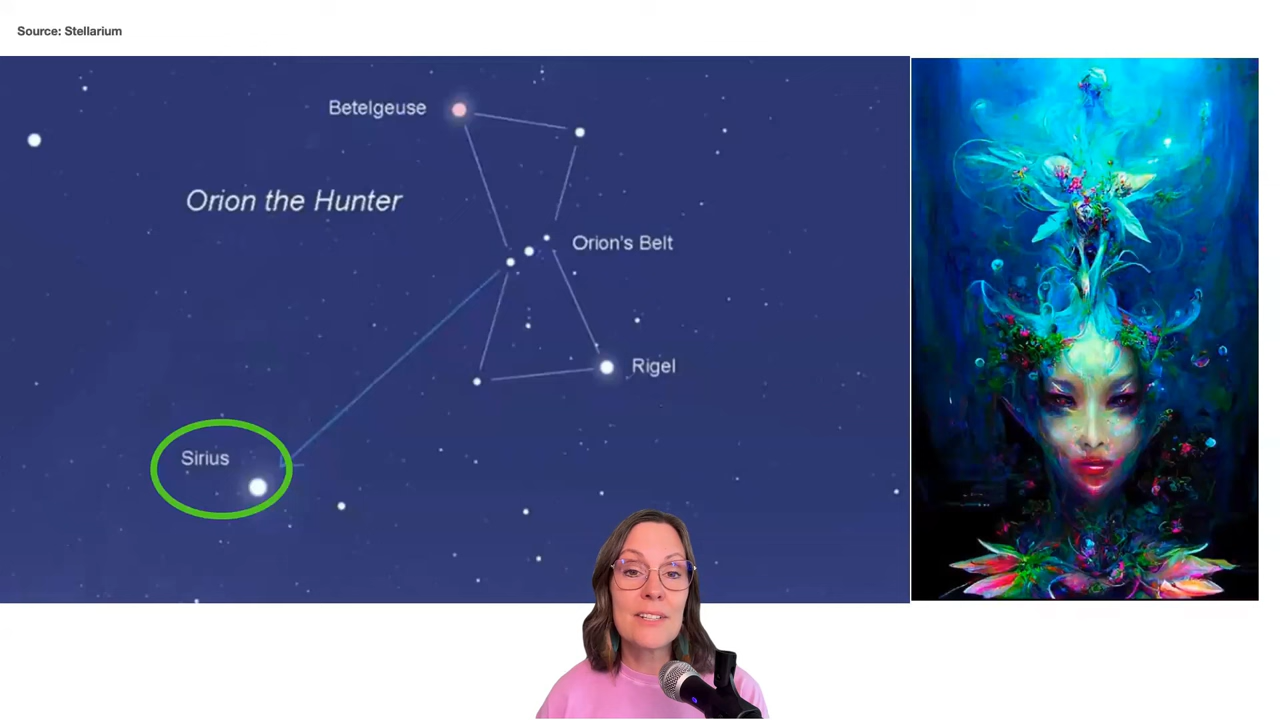 Source: Stellarium
Betelgeuse
Orion the Hunter
Orion's Belt
Rigel
Sirius